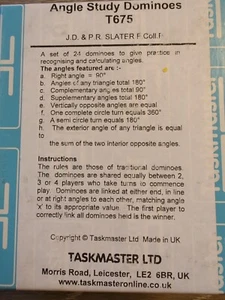 Angle Study Dominoes
T675
J.D. & P.R. SLATER F.Coll.P.
A set of 24 dominoes to give practice in
recognising and calculating angles.
The angles featured are :-
a. Right angle = 90°
b. Angles of any triangle total 180°
c. Complementary angles total 90°
d. Supplementary angles total 180°
e. Vertically opposite angles are equal
f. One complete circle turn equals 360°
g. A semi circle turn equals 180°
h. The exterior angle of any triangle is equal
to
the sum of the two interior opposite angles.
Instructions
The rules are those of traditional dominoes.
The dominoes are shared equally between 2,
3 or 4 players who take turns to commence
play. Dominoes are linked at either end, in line
or at right angles to each other, matching angle
'x' to its appropriate value. The first player to
correctly link all dominoes held is the winner.
Copyright © Taskmaster Ltd Made in UK
TASKMASTER LTD
Morris Road, Leicester, LE2 6BR, UK
www.taskmasteronline.co.uk